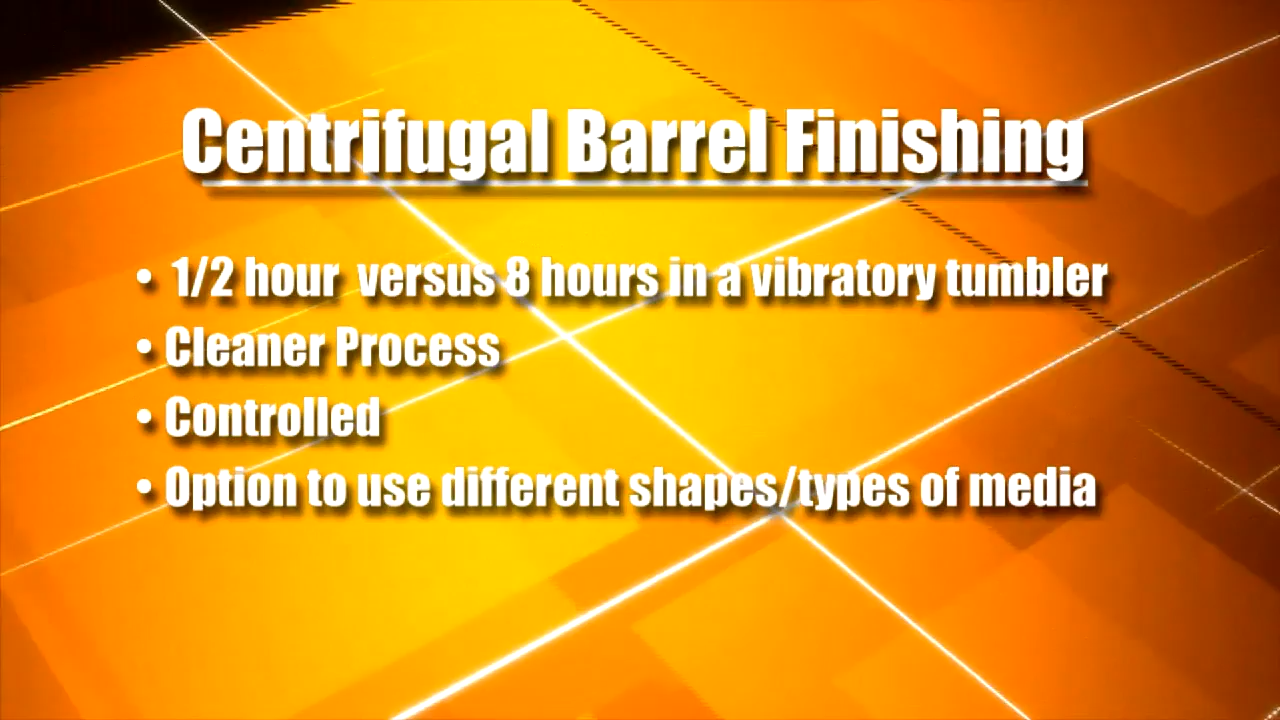 Centrifugal Barrel Finishing
• 1/2 hour versus 8 hours in a vibratory tumbler
• Cleaner Process
• Controlled
• Option to use different shapes/types of media